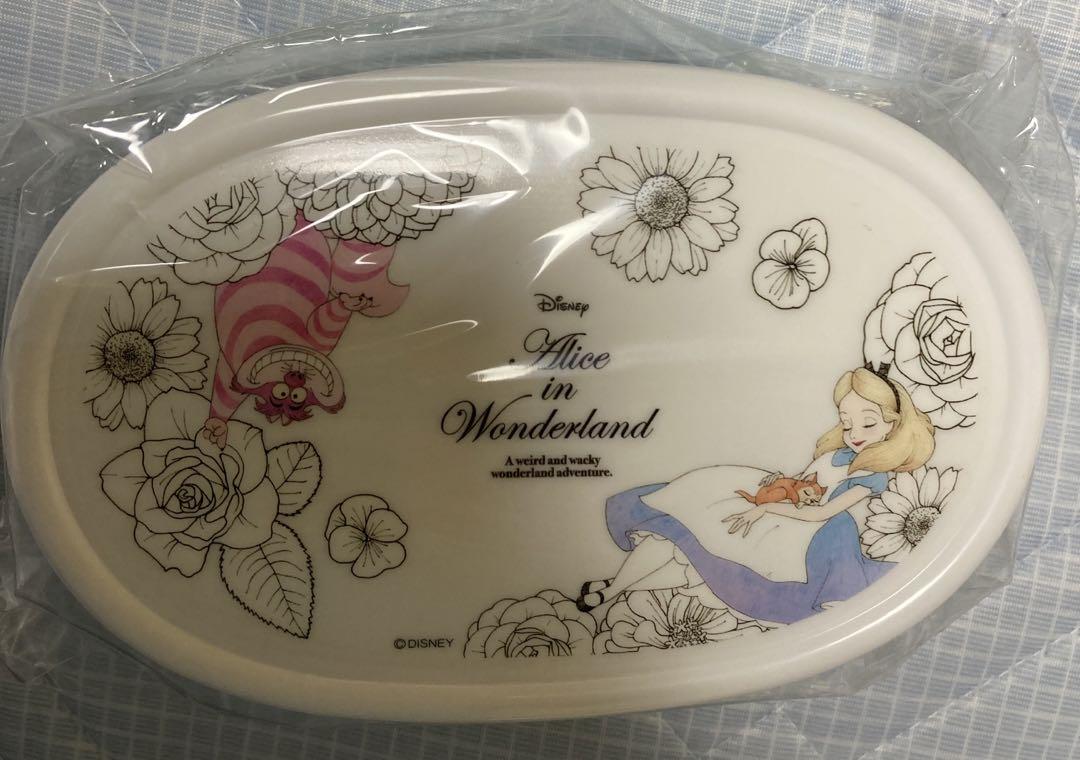 Disney
Alice
in
Wonderland
A weird and wacky
wonderland adventure.
©DISNEY